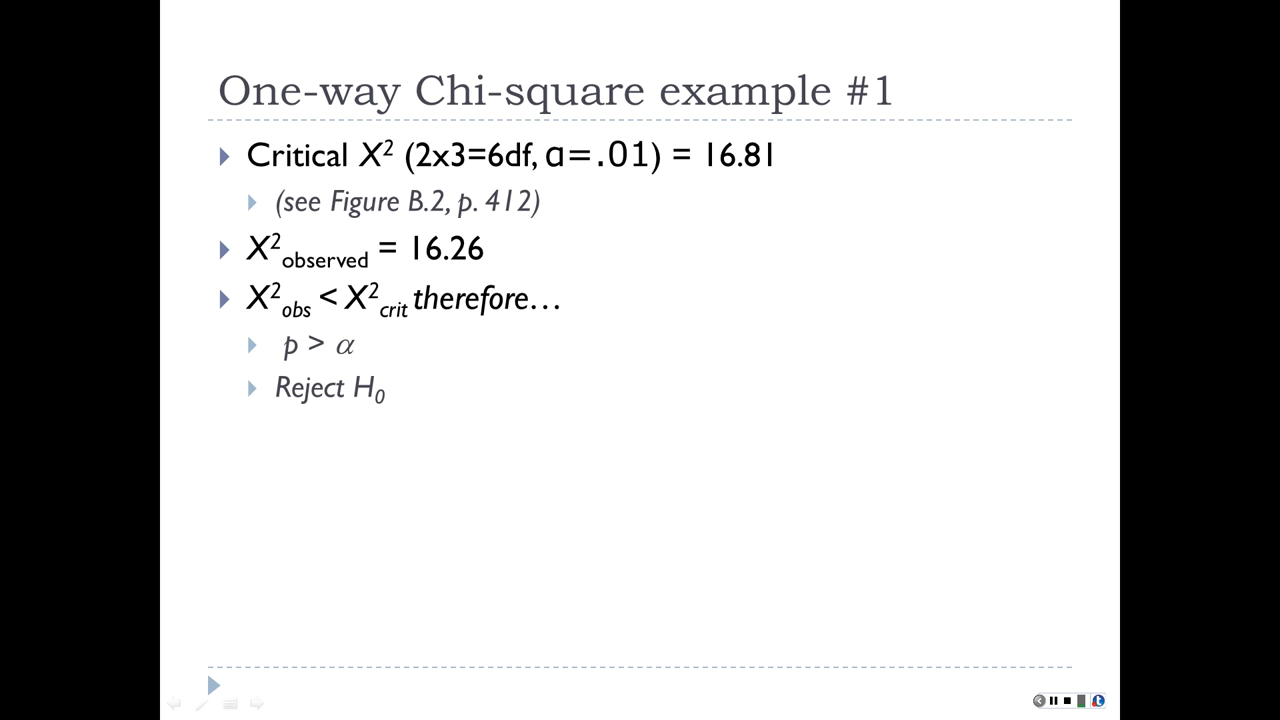 One-way Chi-square example #1
Critical X² (2x3=6df, α=.01) = 16.81
(see Figure B.2, p. 412)
X²observed = 16.26
X²obs < X²crit therefore…
p > α
Reject H₀